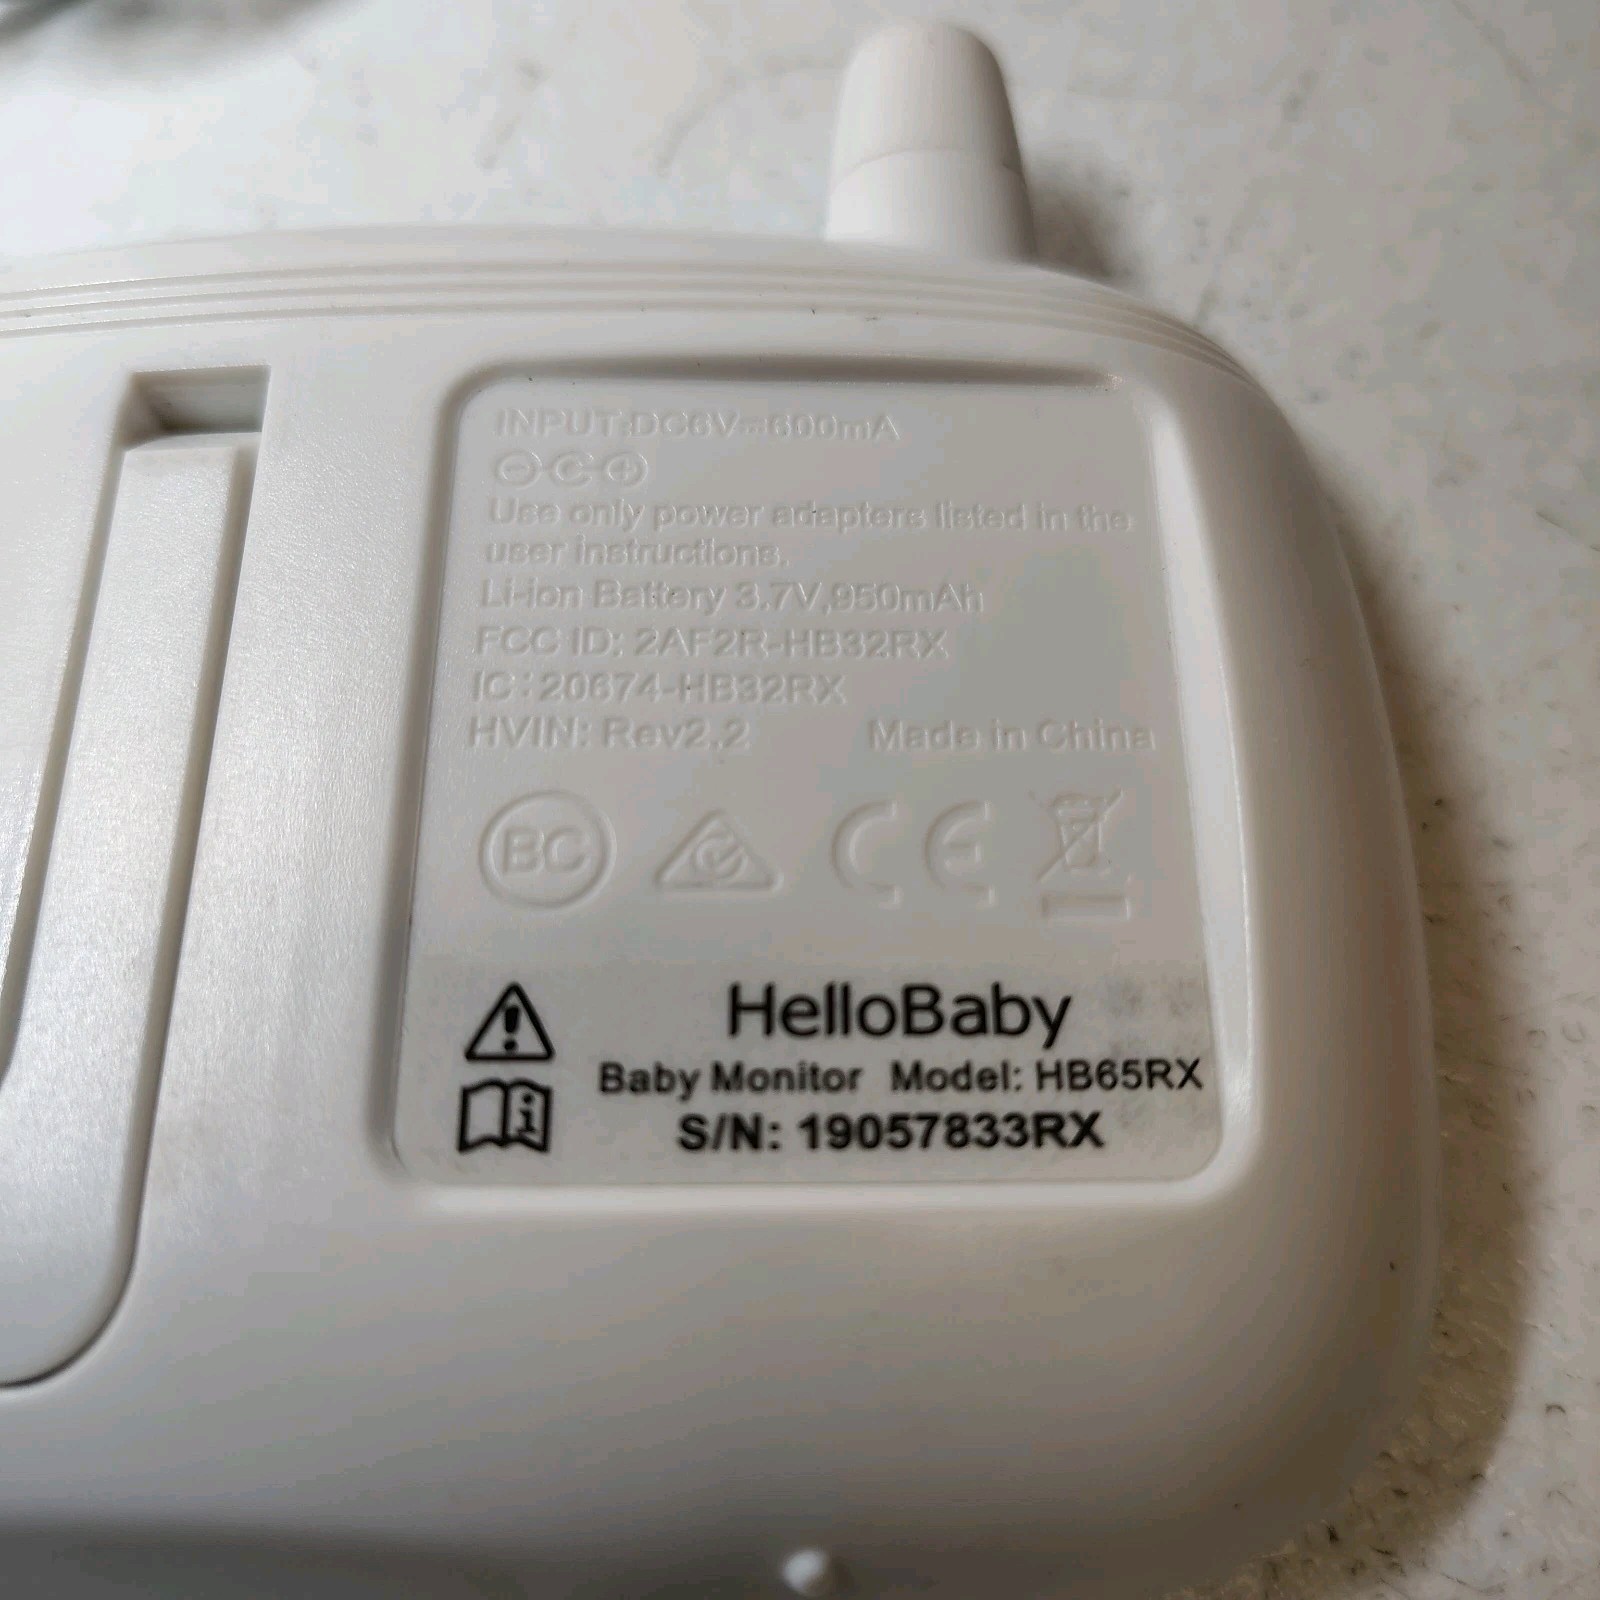 INPUT:DC6V⎓600mA
Use only power adapters listed in the
user instructions.
Li-ion Battery 3.7V,950mAh
FCC ID: 2AF2R-HB32RX
IC:20674-HB32RX
HVIN: Rev2.2 Made in China
BC
CE
HelloBaby
Baby Monitor Model: HB65RX
S/N: 19057833RX